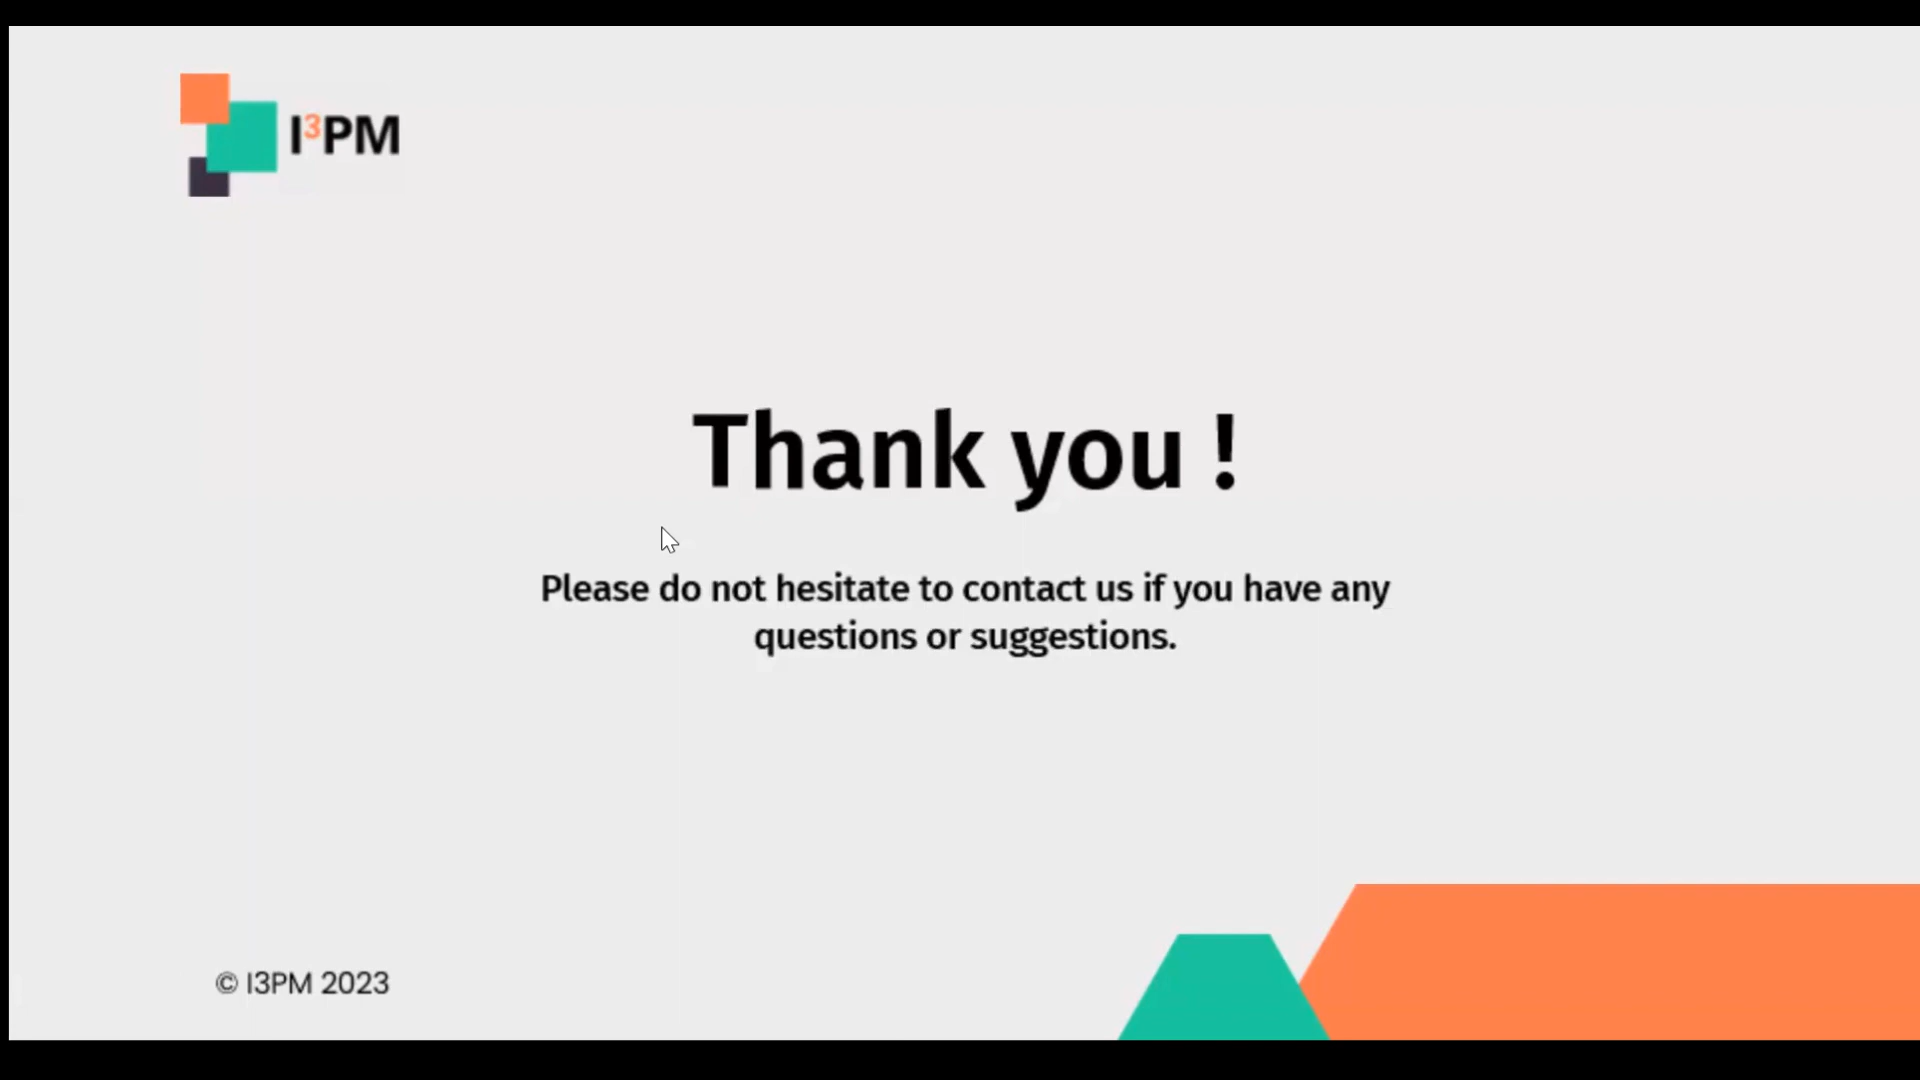 I³PM
Thank you !
Please do not hesitate to contact us if you have any
questions or suggestions.
© I3PM 2023